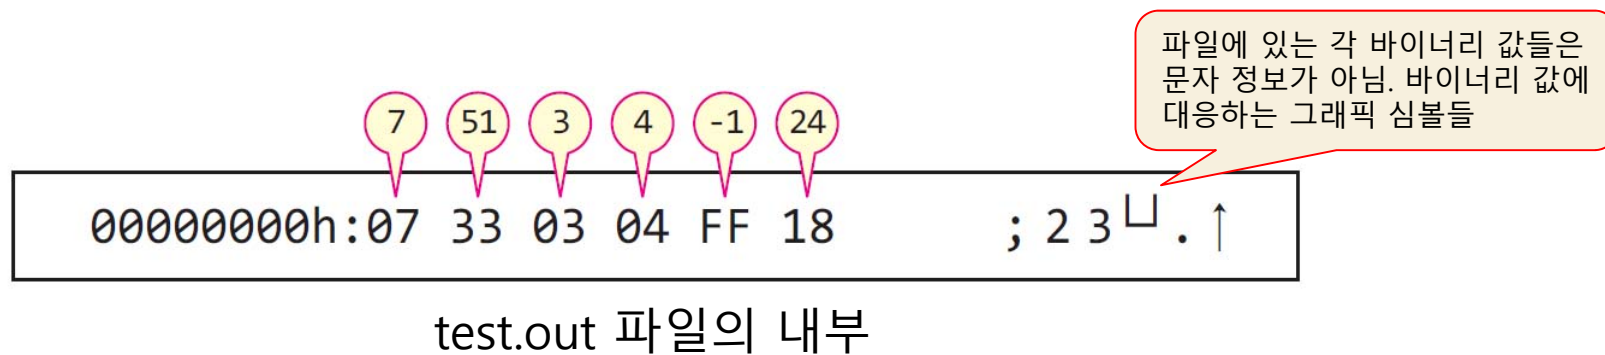 파일에 있는 각 바이너리 값들은
문자 정보가 아님. 바이너리 값에
대응하는 그래픽 심볼들
7 51 3 4 -1 24
00000000h:07 33 03 04 FF 18 ;23└┘.↑
test.out 파일의 내부